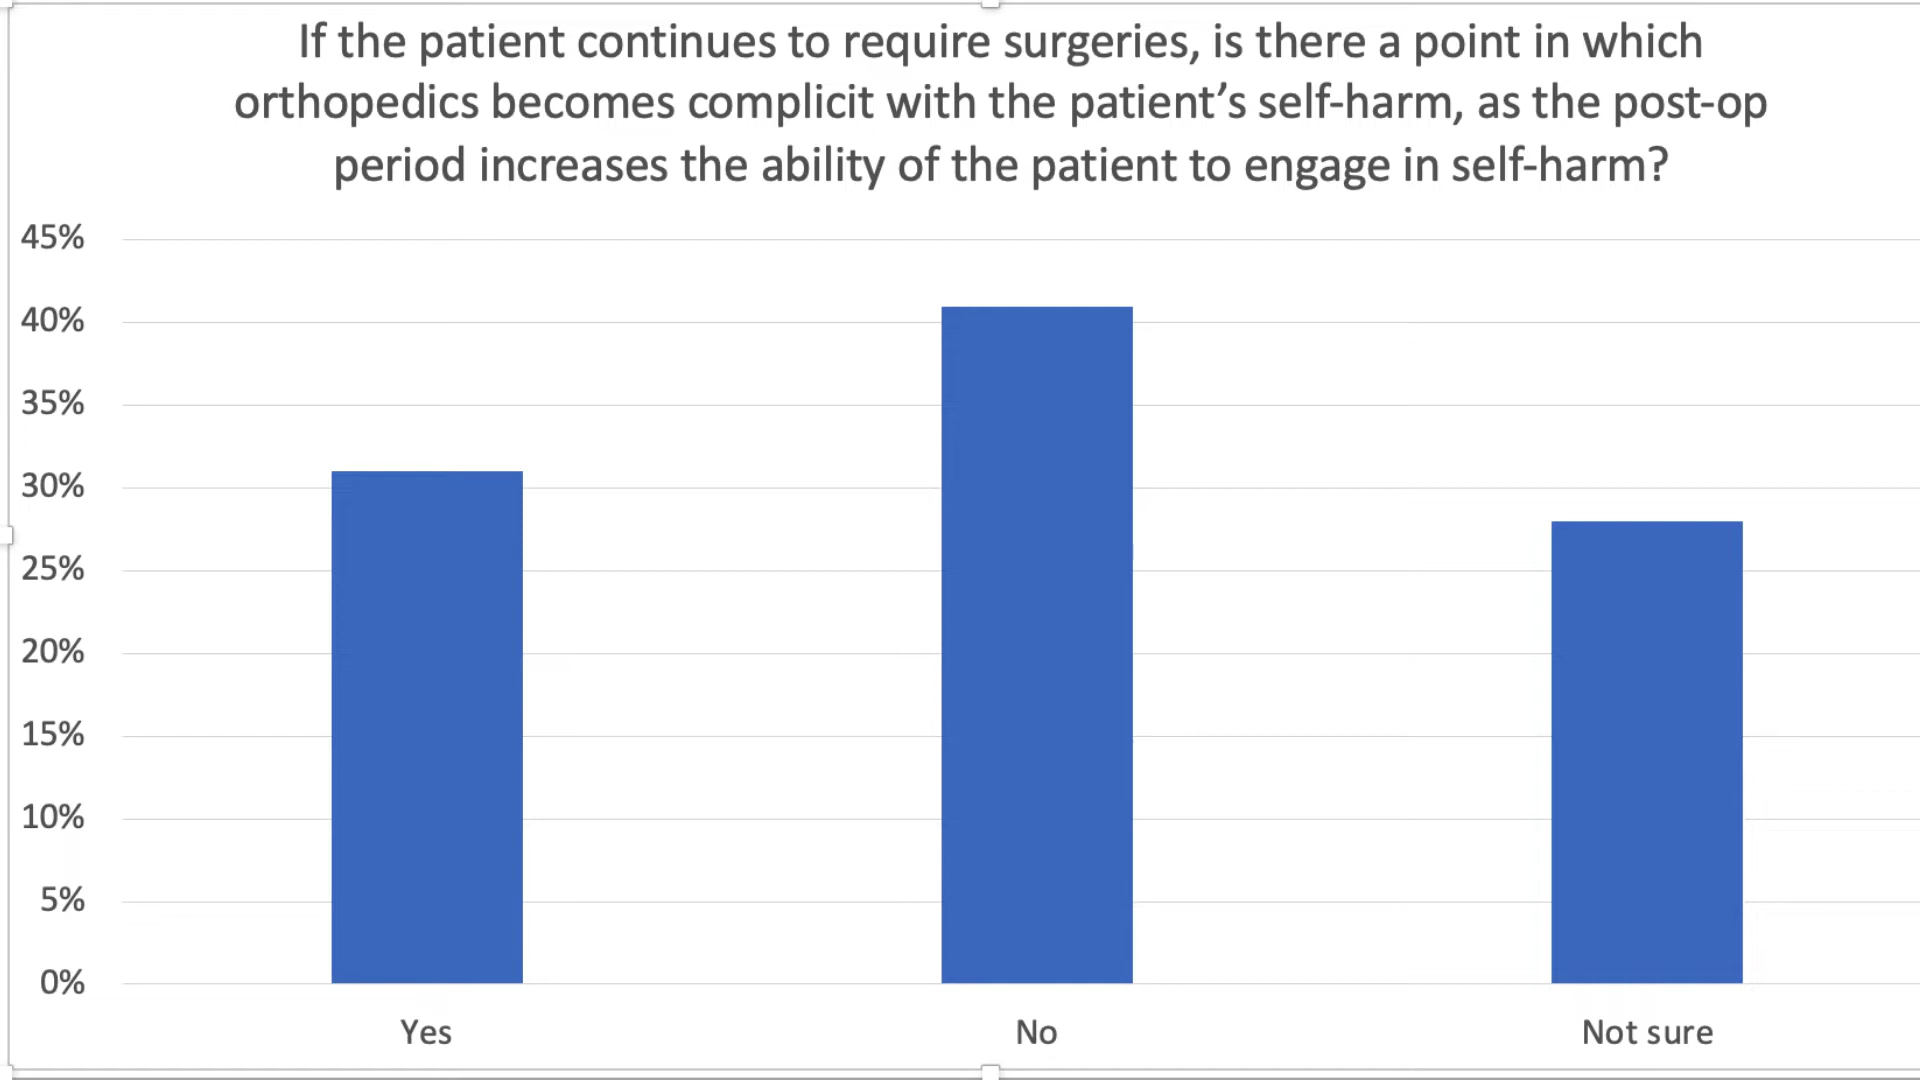 If the patient continues to require surgeries, is there a point in which
orthopedics becomes complicit with the patient’s self-harm, as the post-op
period increases the ability of the patient to engage in self-harm?
45%
40%
35%
30%
25%
20%
15%
10%
5%
0%
Yes No Not sure